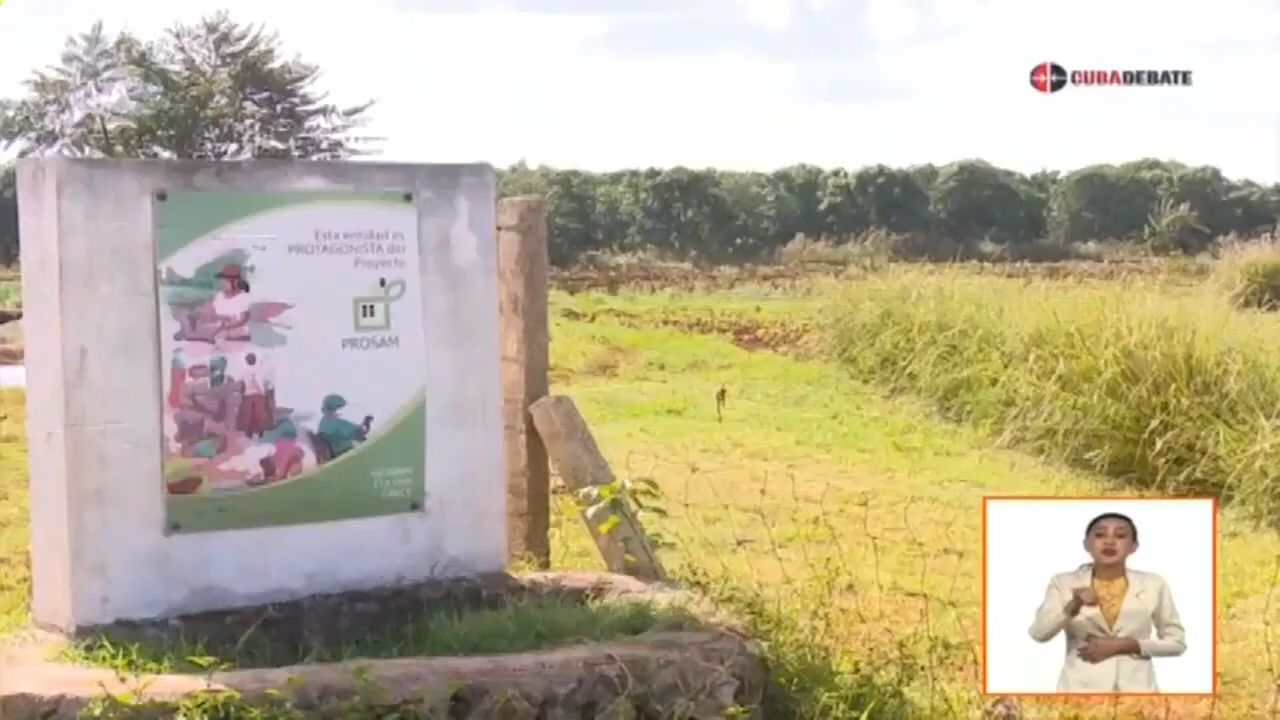 CUBADEBATE
Esta entidad es
PROTAGONISTA del
Proyecto
PROSAM